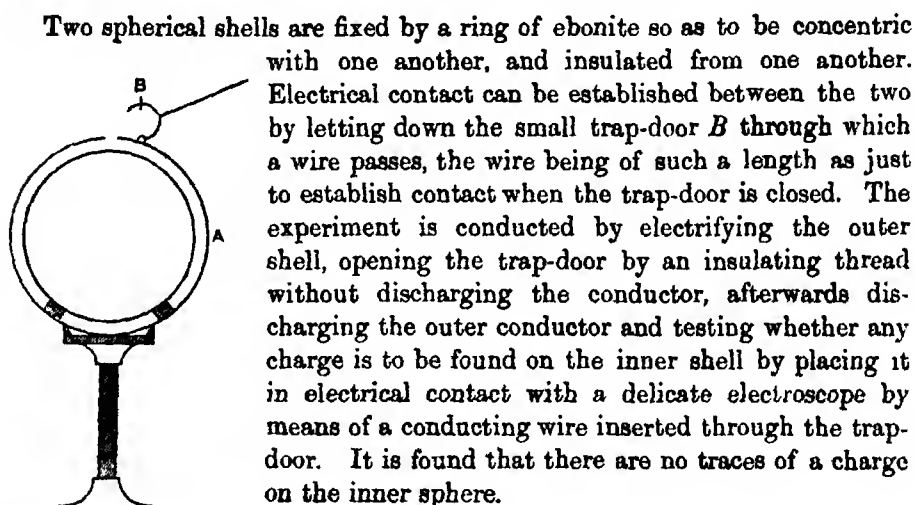 Two spherical shells are fixed by a ring of ebonite so as to be concentric
with one another, and insulated from one another.
B
Electrical contact can be established between the two
by letting down the small trap-door B through which
a wire passes, the wire being of such a length as just
to establish contact when the trap-door is closed. The
A
experiment is conducted by electrifying the outer
shell, opening the trap-door by an insulating thread
without discharging the conductor, afterwards dis-
charging the outer conductor and testing whether any
charge is to be found on the inner shell by placing it
in electrical contact with a delicate electroscope by
means of a conducting wire inserted through the trap-
door. It is found that there are no traces of a charge
on the inner sphere.